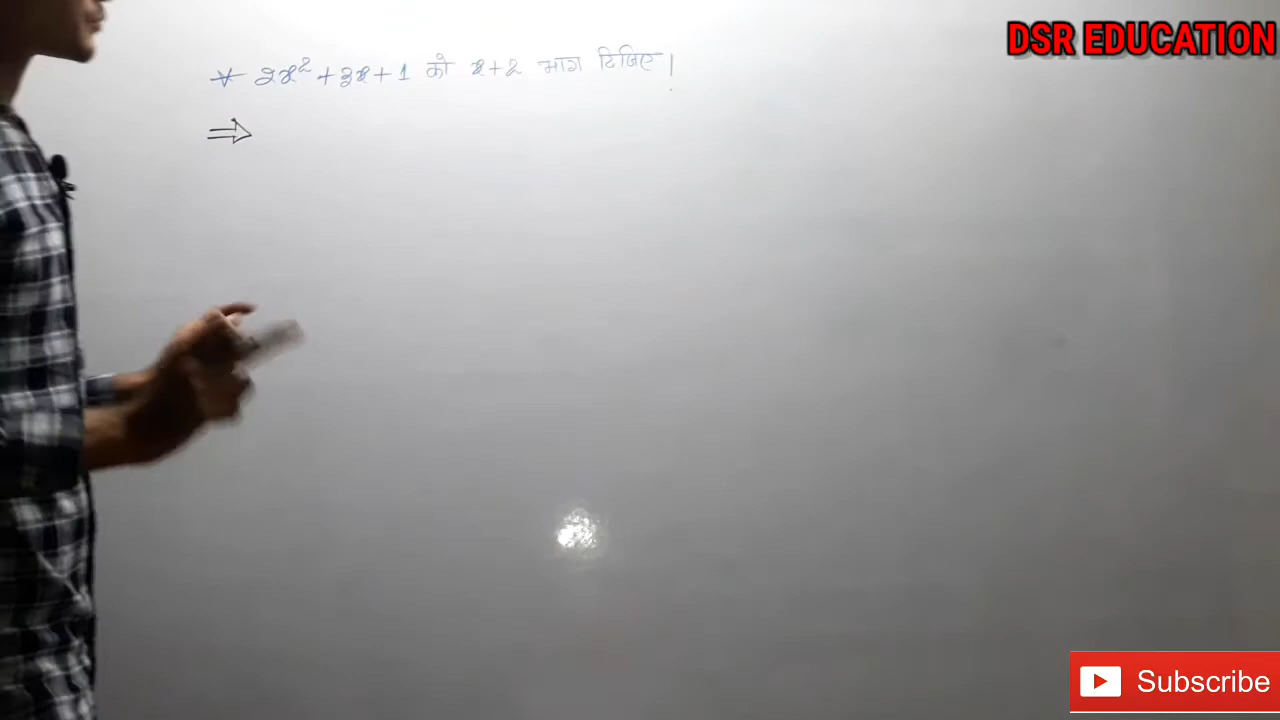 DSR EDUCATION
* 2x² + 3x + 1 को x + 2 भाग दिजिए।
⇒
Subscribe